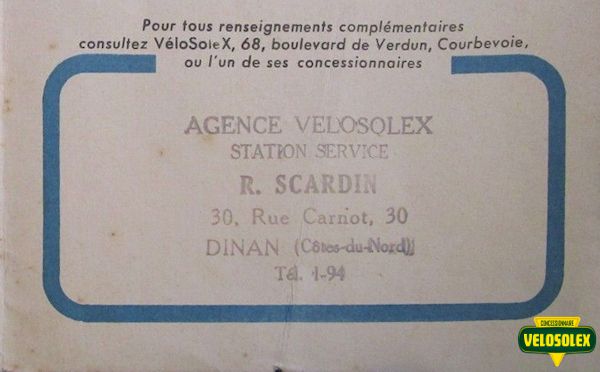 Pour tous renseignements complémentaires
consultez VéloSoleX, 68, boulevard de Verdun, Courbevoie,
ou l'un de ses concessionnaires
AGENCE VELOSOLEX
STATION SERVICE
R. SCARDIN
30, Rue Carnot, 30
DINAN (Côtes-du-Nord)
Tél. 1-94
CONCESSIONNAIRE
VELOSOLEX